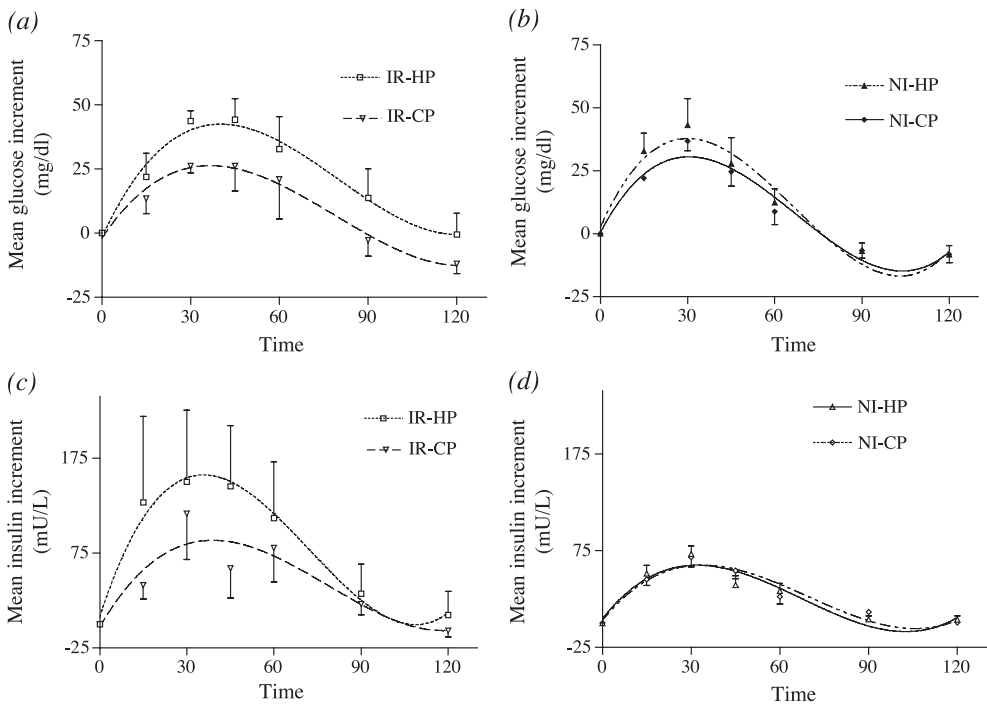 (a)
75
50
25
0
-25
Mean glucose increment
(mg/dl)
IR-HP
IR-CP
0
30
60
90
120
Time
(b)
75
50
25
0
-25
Mean glucose increment
(mg/dl)
NI-HP
NI-CP
0
30
60
90
120
Time
(c)
175
75
-25
Mean insulin increment
(mU/L)
IR-HP
IR-CP
0
30
60
90
120
Time
(d)
175
75
-25
Mean insulin increment
(mU/L)
NI-HP
NI-CP
0
30
60
90
120
Time